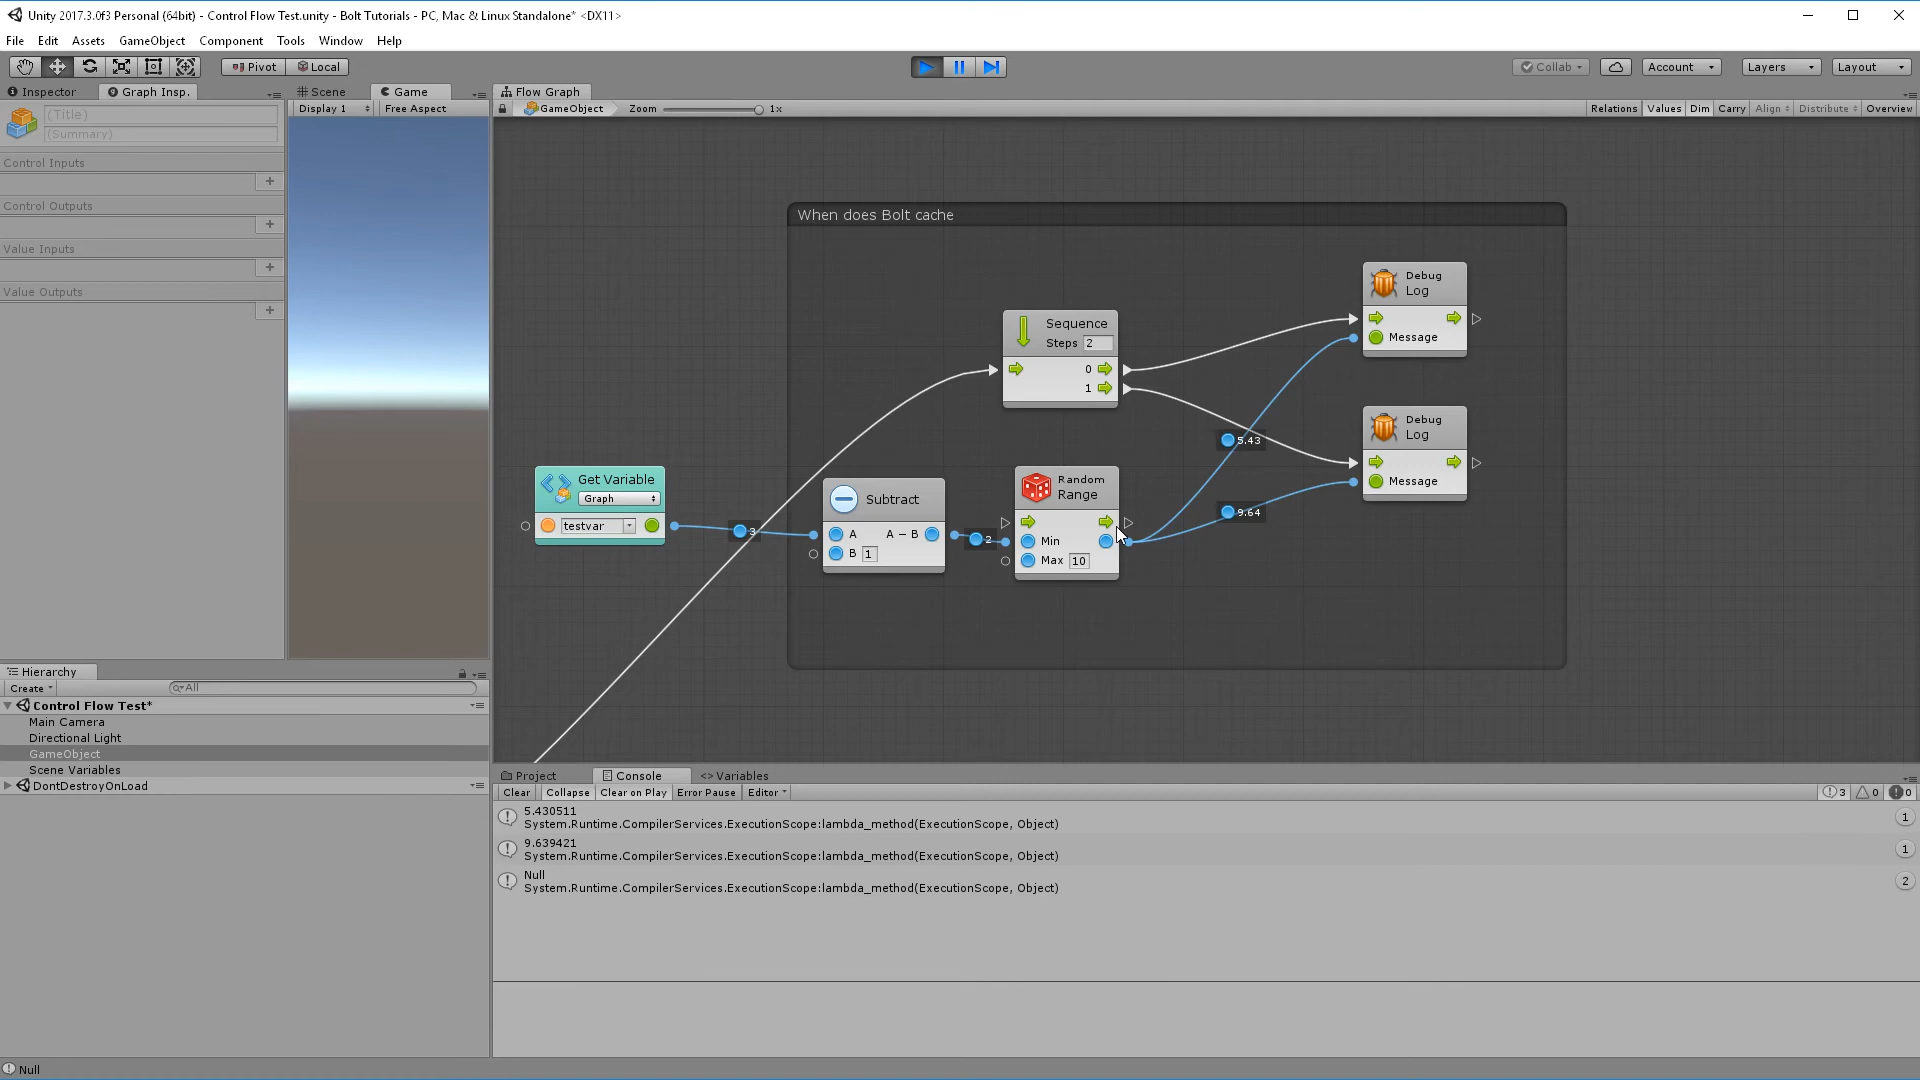 Unity 2017.3.0f3 Personal (64bit) - Control Flow Test.unity - Bolt Tutorials - PC, Mac & Linux Standalone* <DX11>
File Edit Assets GameObject Component Tools Window Help
Pivot Local Collab Account Layers Layout
Inspector Graph Insp. Scene Game Flow Graph
Display 1 Free Aspect GameObject Zoom 1x Relations Values Dim Carry Align Distribute Overview
(Title)
(Summary)
Control Inputs
Control Outputs
Value Inputs
Value Outputs
When does Bolt cache
Debug
Log
Message
Sequence
Steps 2
0
1
Debug
Log
Message
5.43
9.64
Get Variable
Graph
testvar
3
Subtract
A A − B
B 1
2
Random
Range
Min
Max 10
Hierarchy
Create All
Control Flow Test*
Main Camera
Directional Light
GameObject
Scene Variables
DontDestroyOnLoad
Project Console <> Variables
Clear Collapse Clear on Play Error Pause Editor 3 0 0
5.430511
System.Runtime.CompilerServices.ExecutionScope:lambda_method(ExecutionScope, Object)
1
9.639421
System.Runtime.CompilerServices.ExecutionScope:lambda_method(ExecutionScope, Object)
1
Null
System.Runtime.CompilerServices.ExecutionScope:lambda_method(ExecutionScope, Object)
2
Null